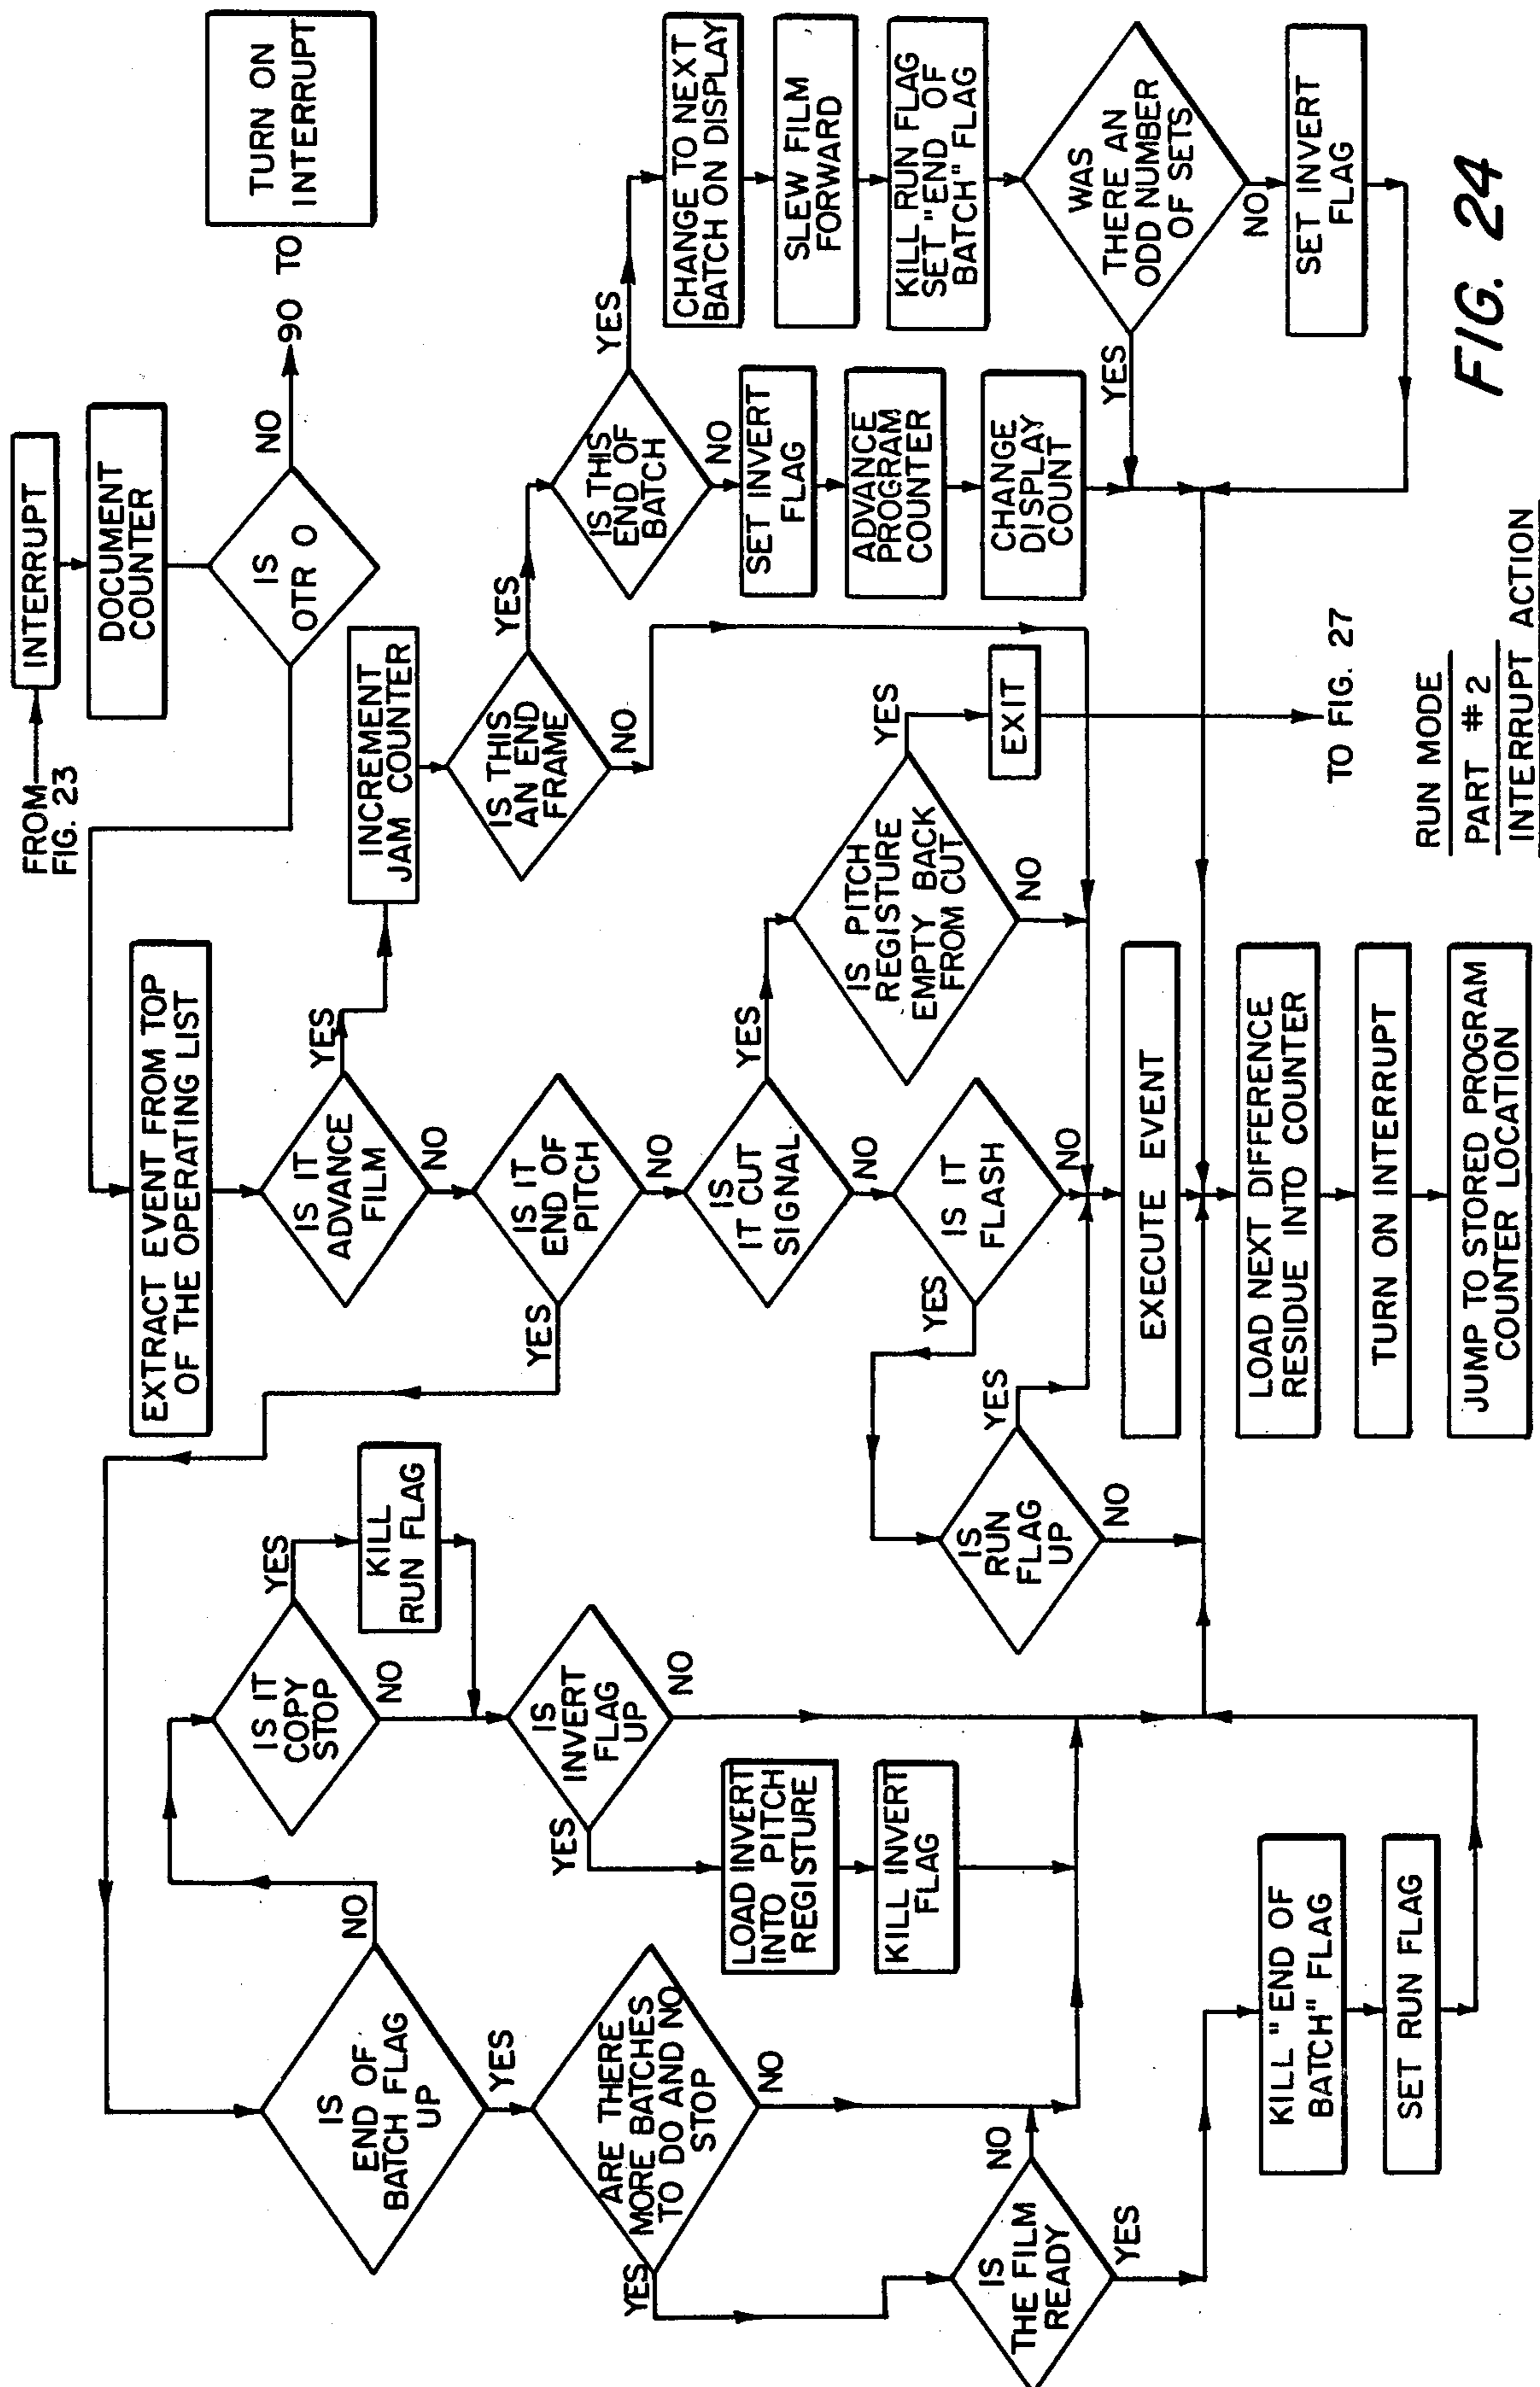 FROM
FIG. 23
INTERRUPT
DOCUMENT
COUNTER
IS
OTR O
NO
90 TO
TURN ON
INTERRUPT
EXTRACT EVENT FROM TOP
OF THE OPERATING LIST
IS IT
ADVANCE
FILM
YES
NO
INCREMENT
JAM COUNTER
IS THIS
AN END
FRAME
YES
NO
IS THIS
END OF
BATCH
YES
NO
CHANGE TO NEXT
BATCH ON DISPLAY
SLEW FILM
FORWARD
KILL RUN FLAG
SET "END OF
BATCH" FLAG
WAS
THERE AN
ODD NUMBER
OF SETS
YES
NO
SET INVERT
FLAG
SET INVERT
FLAG
ADVANCE
PROGRAM
COUNTER
CHANGE
DISPLAY
COUNT
IS IT
END OF
PITCH
YES
NO
IS
IT CUT
SIGNAL
YES
NO
IS PITCH
REGISTURE
EMPTY BACK
FROM CUT
YES
NO
EXIT
TO FIG. 27
IS IT
FLASH
YES
NO
IS
RUN
FLAG
UP
YES
NO
EXECUTE EVENT
LOAD NEXT DIFFERENCE
RESIDUE INTO COUNTER
TURN ON INTERRUPT
JUMP TO STORED PROGRAM
COUNTER LOCATION
IS
END OF
BATCH FLAG
UP
NO
YES
IS IT
COPY
STOP
YES
NO
KILL
RUN FLAG
IS
INVERT
FLAG
UP
YES
NO
LOAD INVERT
INTO PITCH
REGISTURE
KILL INVERT
FLAG
ARE THERE
MORE BATCHES
TO DO AND NO
STOP
YES
NO
IS
THE FILM
READY
NO
YES
KILL "END OF
BATCH" FLAG
SET RUN FLAG
RUN MODE
PART #2
INTERRUPT ACTION
FIG. 24